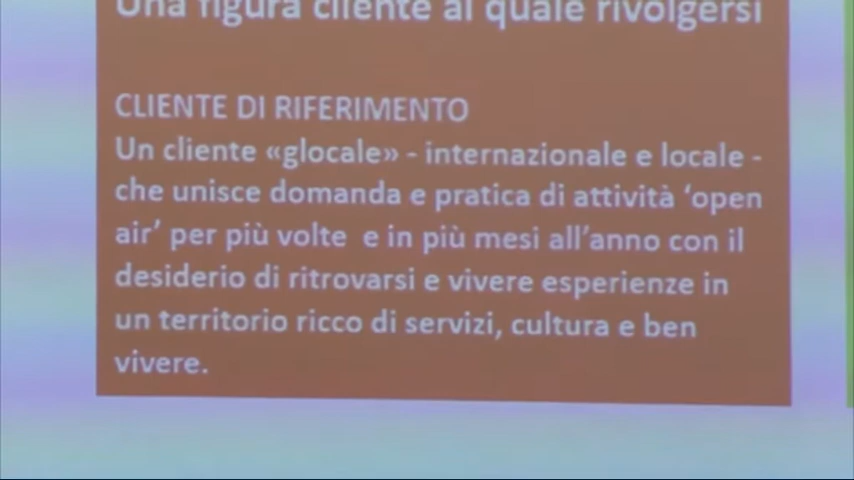 Una figura cliente al quale rivolgersi
CLIENTE DI RIFERIMENTO
Un cliente «glocale» - internazionale e locale -
che unisce domanda e pratica di attività ‘open
air’ per più volte e in più mesi all’anno con il
desiderio di ritrovarsi e vivere esperienze in
un territorio ricco di servizi, cultura e ben
vivere.